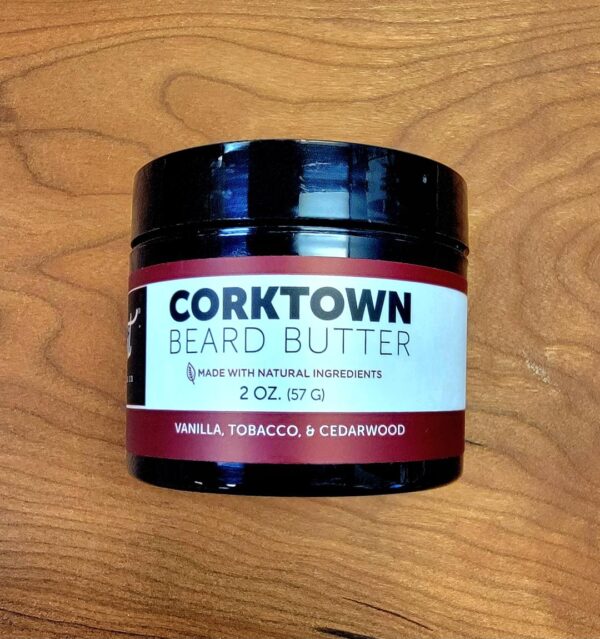 CORKTOWN
BEARD BUTTER
MADE WITH NATURAL INGREDIENTS
2 OZ. (57 G)
VANILLA, TOBACCO, & CEDARWOOD